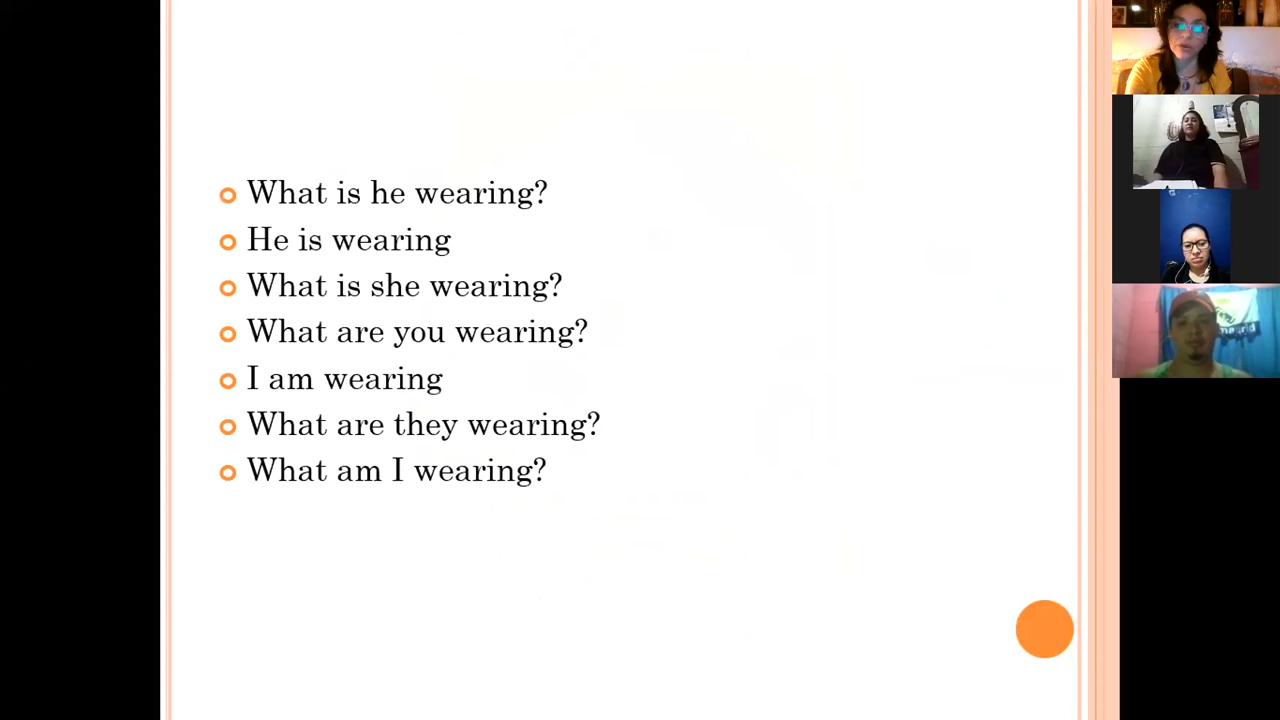 What is he wearing?
He is wearing
What is she wearing?
What are you wearing?
I am wearing
What are they wearing?
What am I wearing?